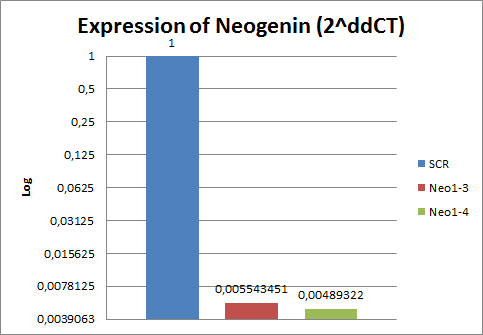 Expression of Neogenin (2^ddCT)
1
1
0,5
0,25
0,125
0,0625
0,03125
0,015625
0,0078125
0,0039063
Log
0,005543451
0,00489322
SCR
Neo1-3
Neo1-4